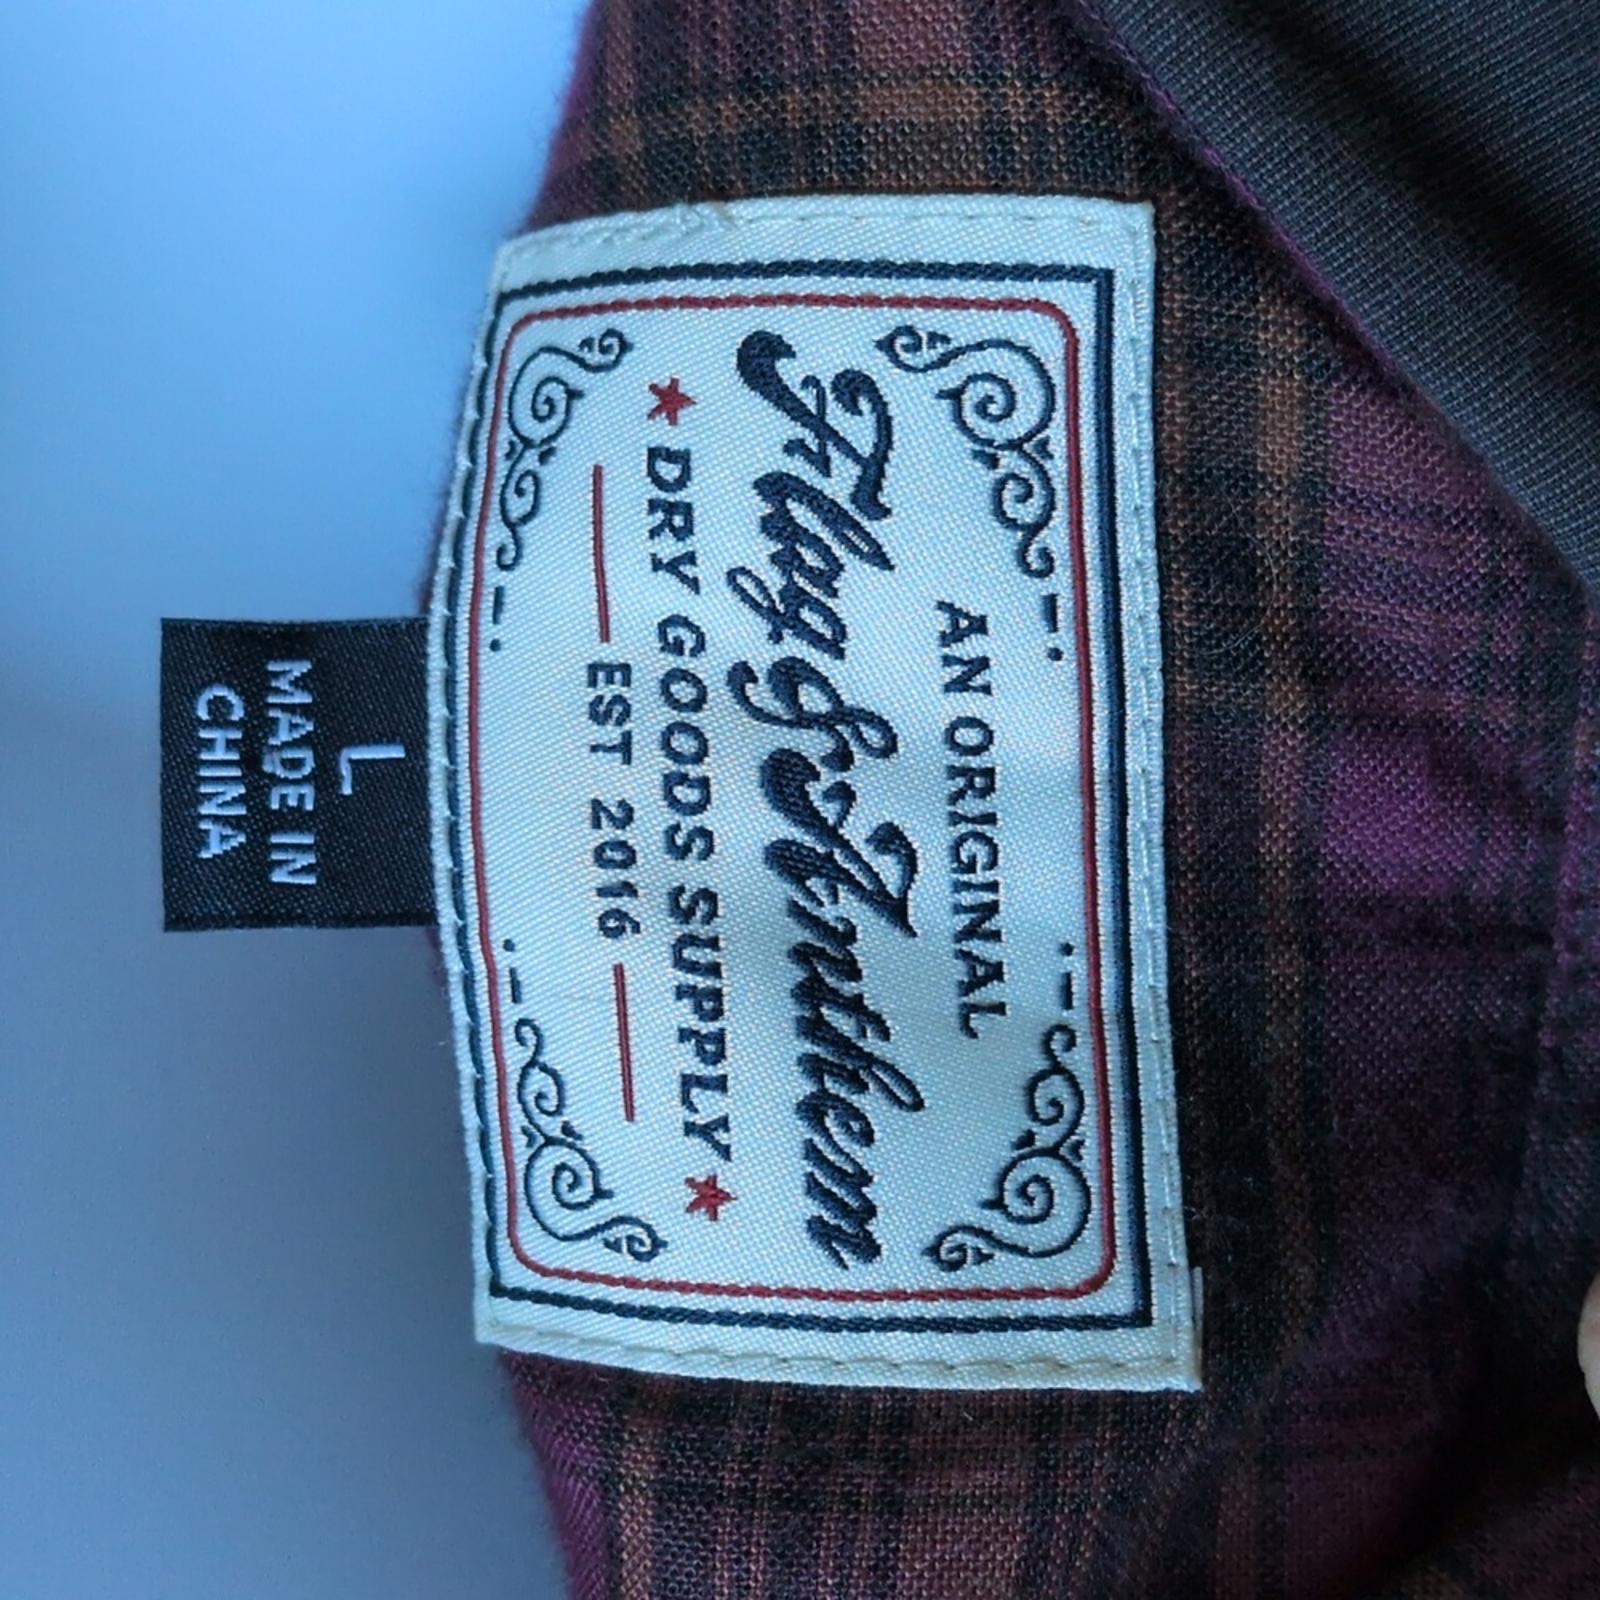 AN ORIGINAL
Flag & Anthem
DRY GOODS SUPPLY
EST 2016
L
MADE IN
CHINA